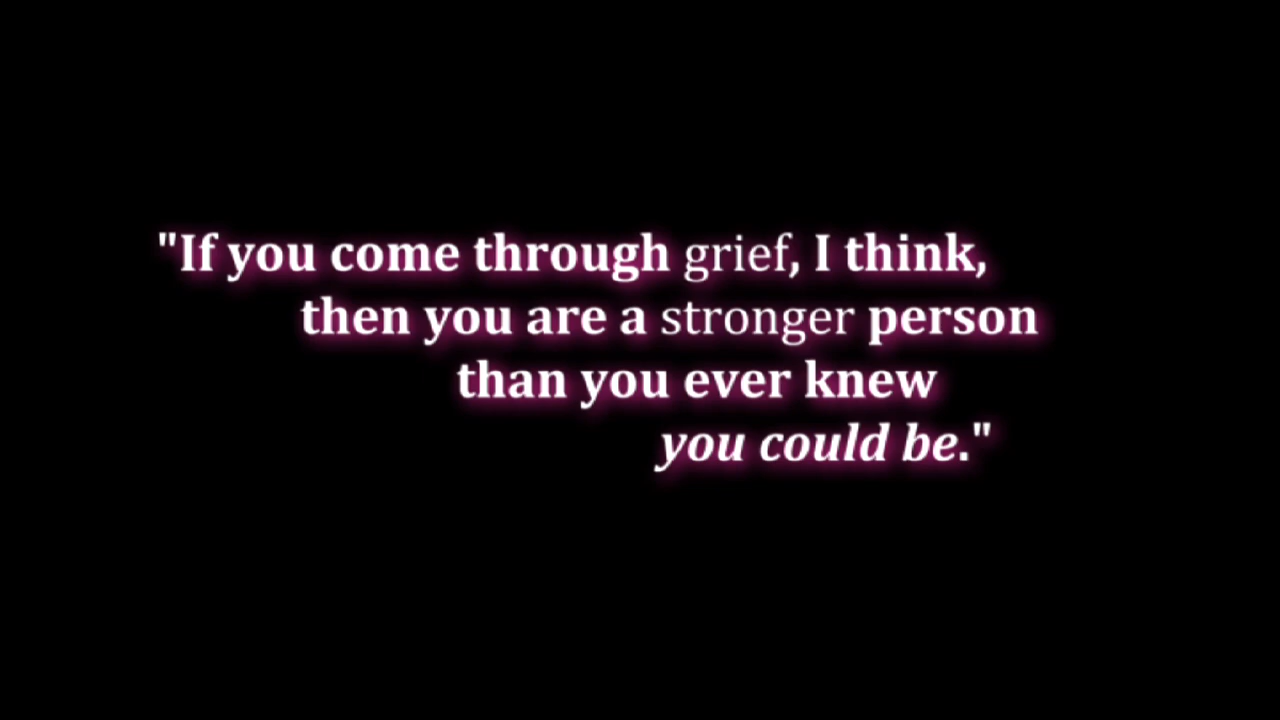 "If you come through grief, I think,
then you are a stronger person
than you ever knew
you could be."